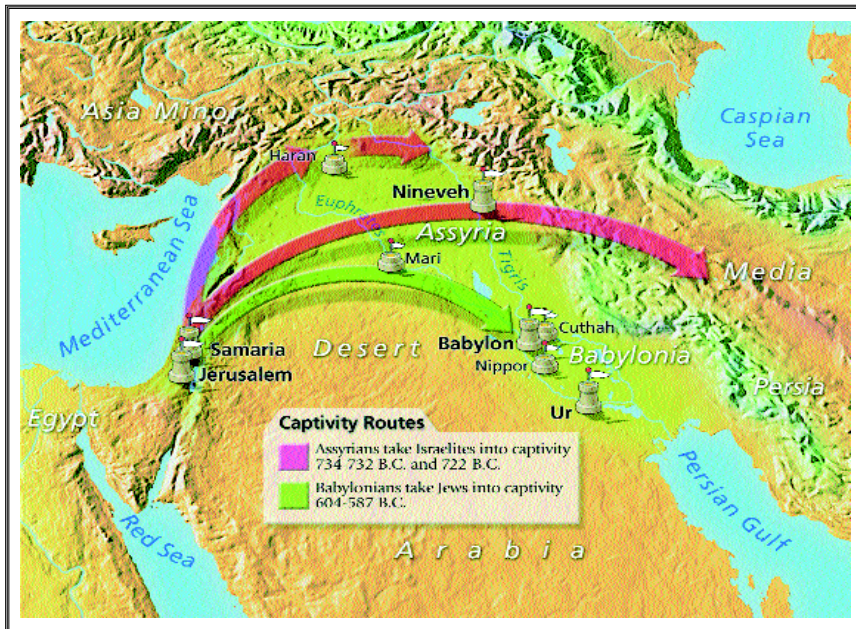 Asia Minor
Caspian
Sea
Haran
Nineveh
Euphrates
Assyria
Mediterranean Sea
Mari
Tigris
Media
Samaria
Jerusalem
Desert
Babylon
Cuthah
Nippor
Babylonia
Persia
Egypt
Ur
Captivity Routes
Assyrians take Israelites into captivity
734-732 B.C. and 722 B.C.
Babylonians take Jews into captivity
604-587 B.C.
Red Sea
Persian Gulf
Arabia